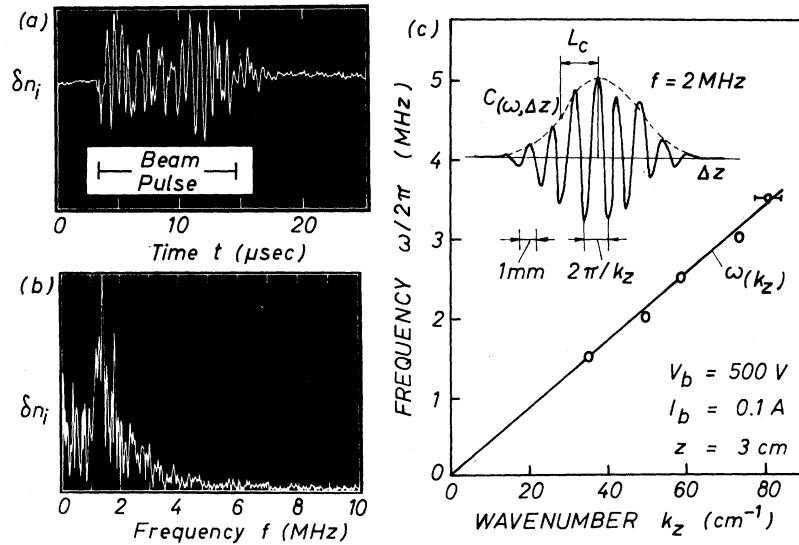 (a)
δnᵢ
Beam
Pulse
0 10 20
Time t (μsec)
(b)
δnᵢ
0 2 4 6 8 10
Frequency f (MHz)
(c)
FREQUENCY ω/2π (MHz)
5
4
3
2
1
0
L_c
f = 2 MHz
C(ω,Δz)
Δz
1mm
2π/k_z
ω(k_z)
V_b = 500 V
I_b = 0.1 A
z = 3 cm
0 20 40 60 80
WAVENUMBER k_z (cm⁻¹)